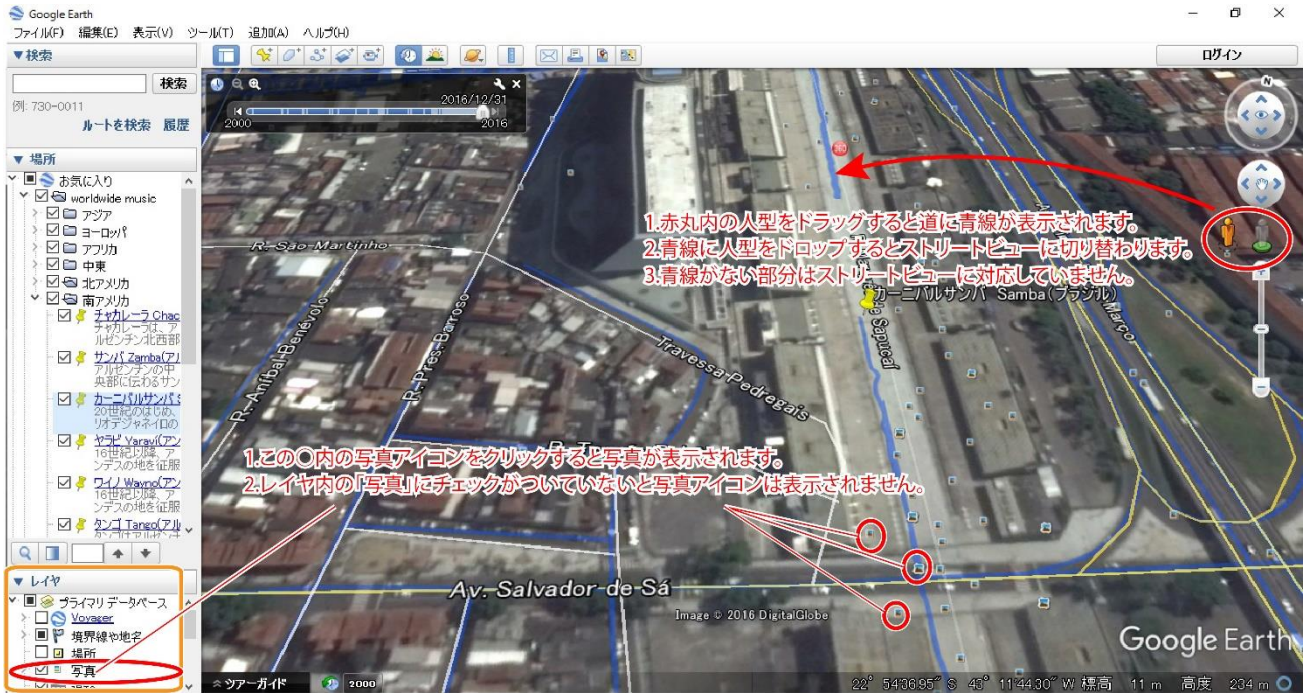 Google Earth
ファイル(F) 編集(E) 表示(V) ツール(T) 追加(A) ヘルプ(H)
▼検索
検索
例: 730-0011
ルートを検索 履歴
ログイン
2016/12/31
2000 2016
N
▼ 場所
お気に入り
worldwide music
アジア
ヨーロッパ
アフリカ
中東
北アメリカ
南アメリカ
チャカレーラ Chac
チャカレーラは、ア
ルゼンチン北西部
サンバ Zamba(アル
アルゼンチンの中
央部に伝わるサン
カーニバルサンバ S
20世紀のはじめ、
リオデジャネイロの
ヤラビ Yaravi(アン
16世紀以降、ア
ンデスの地を征服
ワイノ Wayno(アン
16世紀以降、ア
ンデスの地を征服
タンゴ Tango(アル
▼ レイヤ
プライマリ データベース
Voyager
境界線や地名
場所
写真
1.赤丸内の人型をドラッグすると道に青線が表示されます。
2.青線に人型をドロップするとストリートビューに切り替わります。
3.青線がない部分はストリートビューに対応していません。
カーニバルサンバ Samba(ブラジル)
de Sapucaí
Março
R. São Martinho
R. Aníbal Benévolo
R. Pres. Barroso
Travessa Pedregais
1.この〇内の写真アイコンをクリックすると写真が表示されます。
2.レイヤ内の「写真」にチェックがついていないと写真アイコンは表示されません。
Av. Salvador de Sá
Image © 2016 DigitalGlobe
Google Earth
ツアーガイド 2000
22° 54'36.95" S 43° 11'44.30" W 標高 11 m 高度 234 m